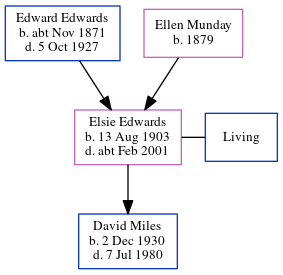 Edward Edwards
b. abt Nov 1871
d. 5 Oct 1927
Ellen Munday
b. 1879
Elsie Edwards
b. 13 Aug 1903
d. abt Feb 2001
Living
David Miles
b. 2 Dec 1930
d. 7 Jul 1980